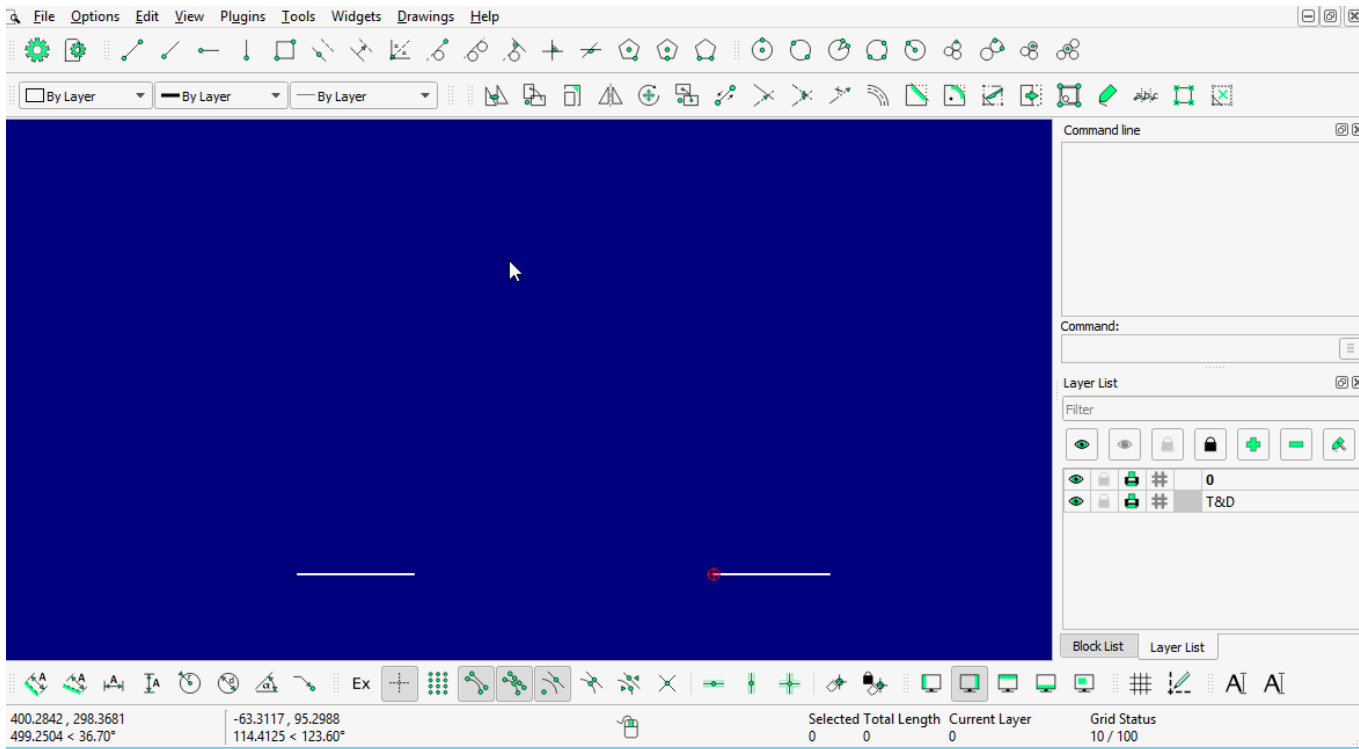 File Options Edit View Plugins Tools Widgets Drawings Help
By Layer By Layer By Layer
Command line
Command:
Layer List
Filter
0
T&D
Block List Layer List
Ex
400.2842 , 298.3681 -63.3117 , 95.2988 Selected Total Length Current Layer Grid Status
499.2504 < 36.70° 114.4125 < 123.60° 0 0 0 10 / 100